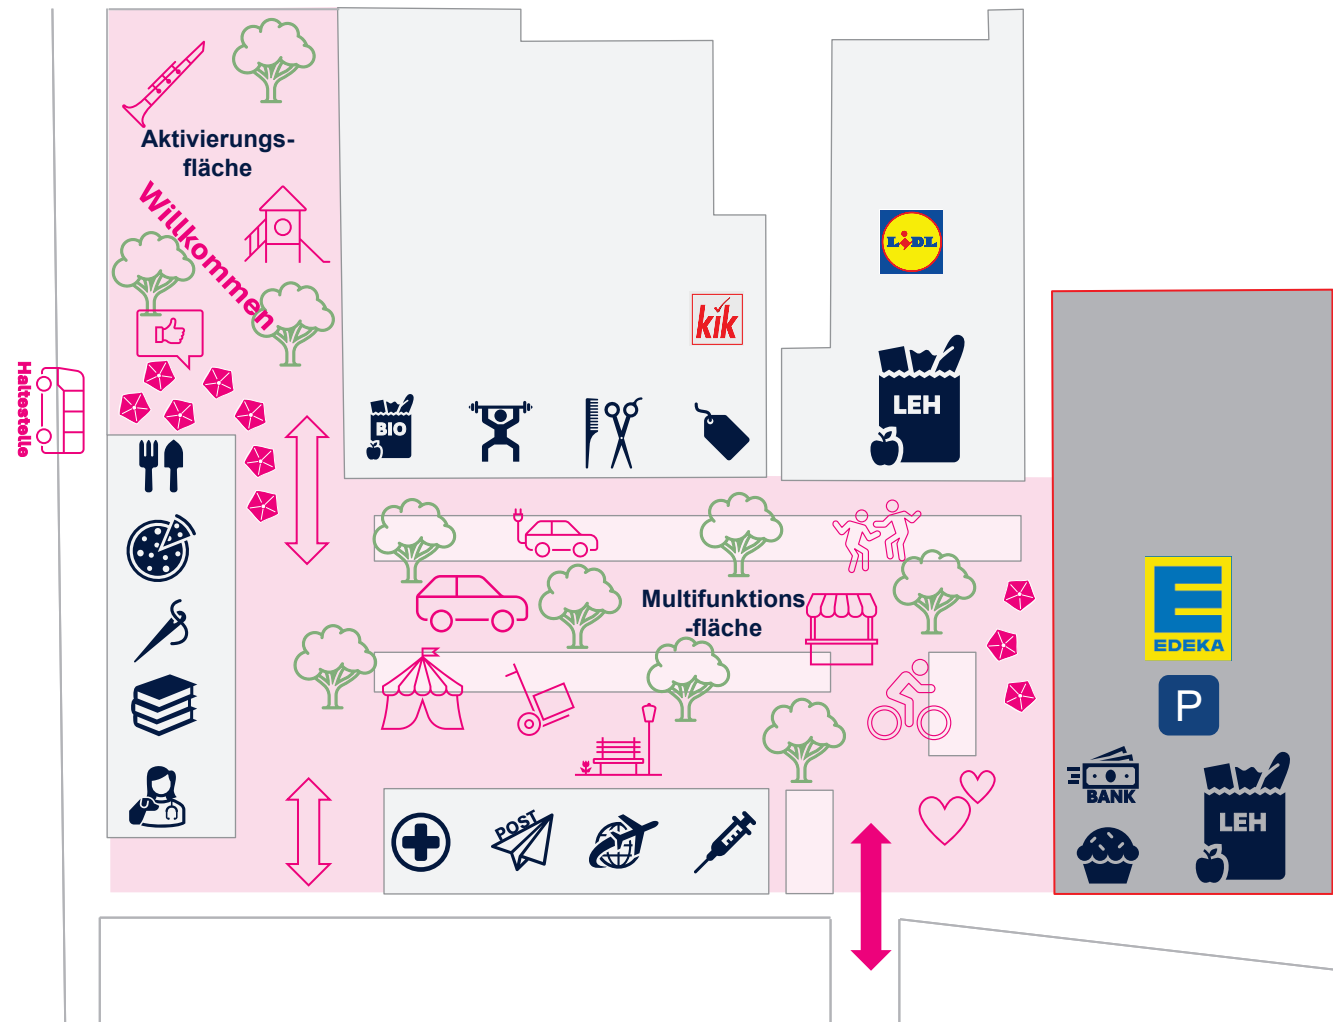 Aktivierungs-
fläche
Willkommen
Haltestelle
LIDL
kik
BIO
LEH
Multifunktions
-fläche
EDEKA
P
BANK
LEH
POST